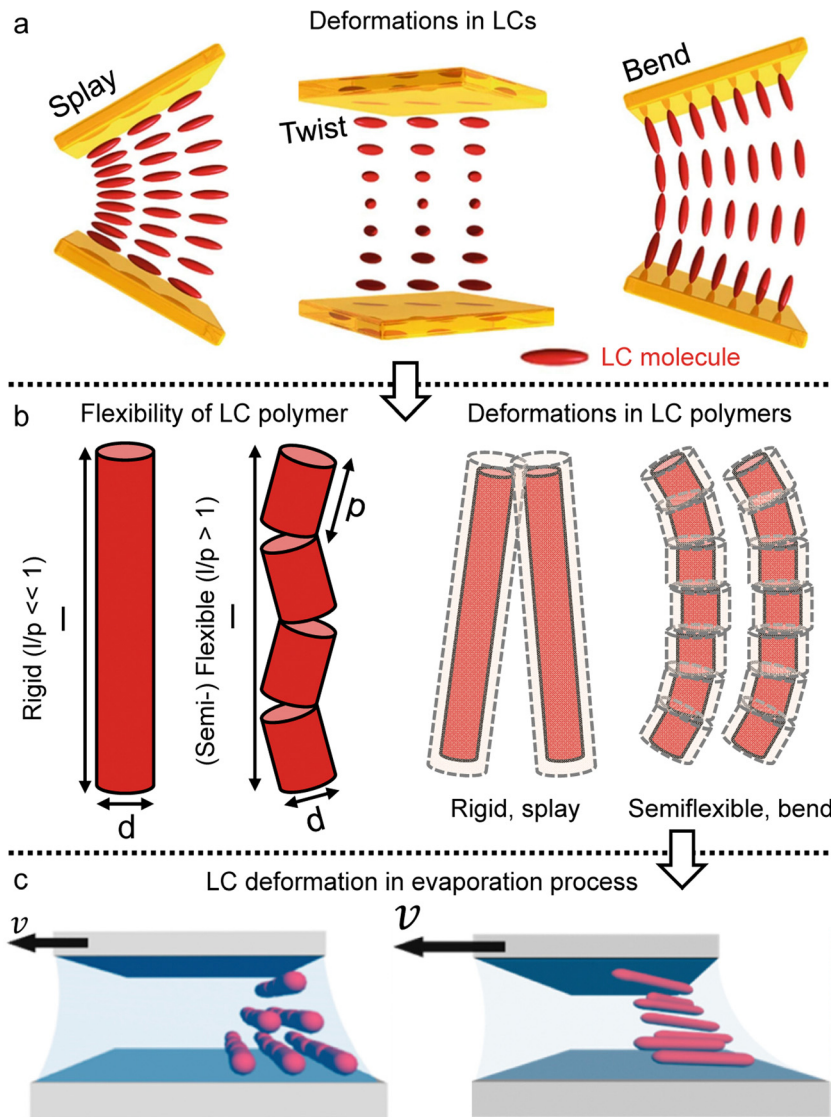 a
Deformations in LCs
Splay
Twist
Bend
LC molecule
b
Flexibility of LC polymer
Deformations in LC polymers
Rigid (l/p << 1)
l
d
(Semi-) Flexible (l/p > 1)
l
p
d
Rigid, splay
Semiflexible, bend
c
LC deformation in evaporation process
v
v